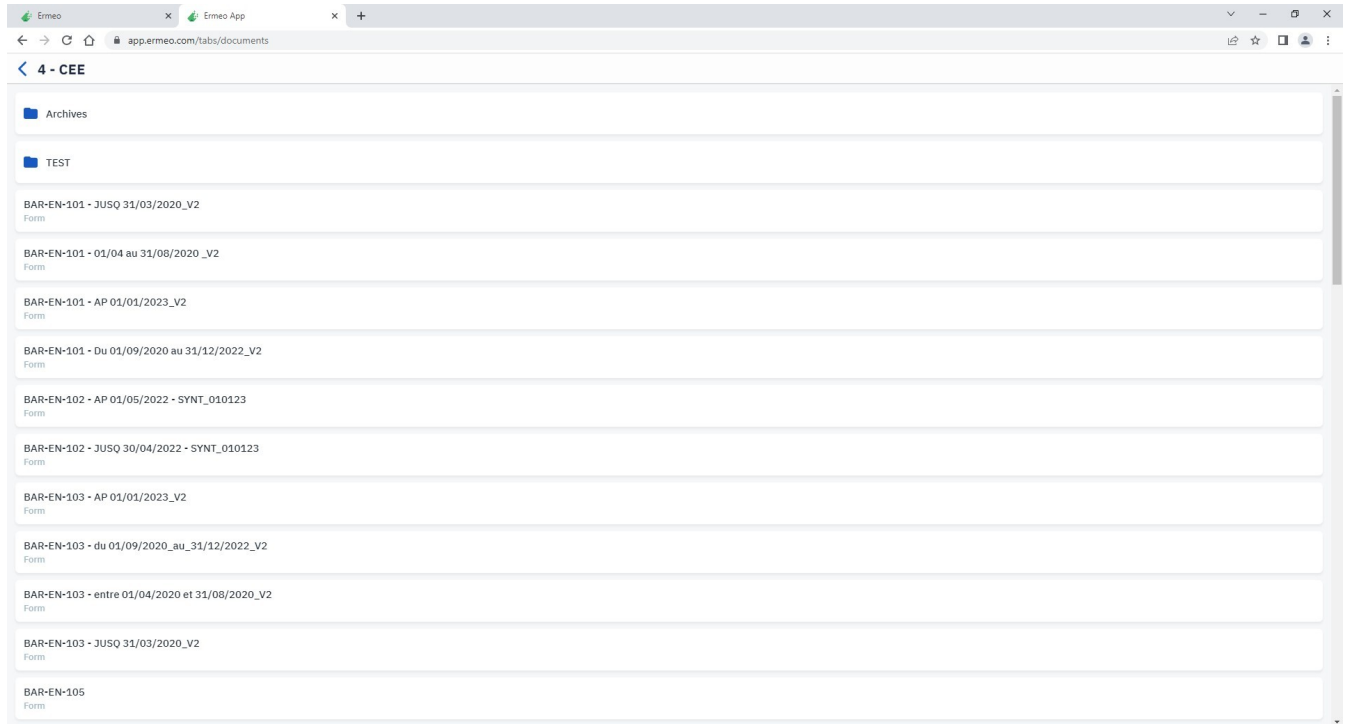 Ermeo
Ermeo App
app.ermeo.com/tabs/documents
4 - CEE
Archives
TEST
BAR-EN-101 - JUSQ 31/03/2020_V2
Form
BAR-EN-101 - 01/04 au 31/08/2020 _V2
Form
BAR-EN-101 - AP 01/01/2023_V2
Form
BAR-EN-101 - Du 01/09/2020 au 31/12/2022_V2
Form
BAR-EN-102 - AP 01/05/2022 - SYNT_010123
Form
BAR-EN-102 - JUSQ 30/04/2022 - SYNT_010123
Form
BAR-EN-103 - AP 01/01/2023_V2
Form
BAR-EN-103 - du 01/09/2020_au_31/12/2022_V2
Form
BAR-EN-103 - entre 01/04/2020 et 31/08/2020_V2
Form
BAR-EN-103 - JUSQ 31/03/2020_V2
Form
BAR-EN-105
Form